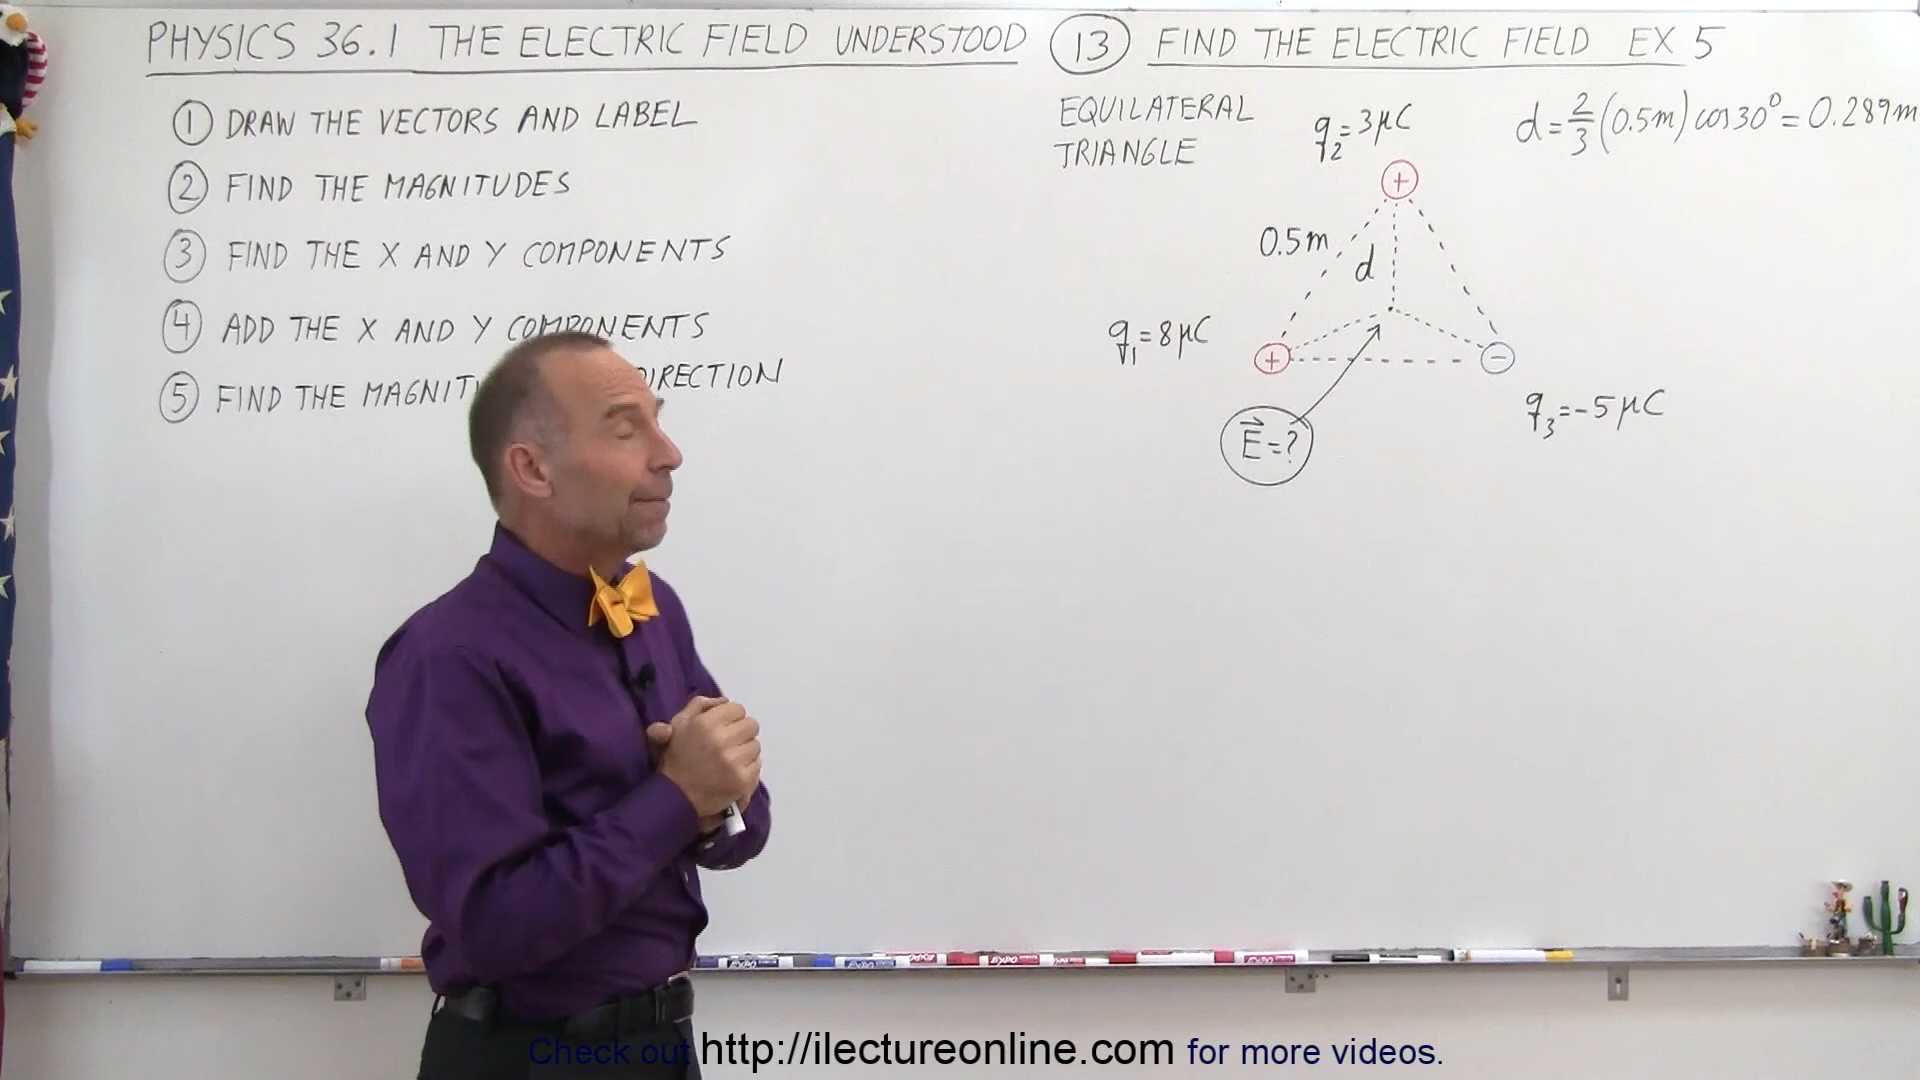 PHYSICS 36.1 THE ELECTRIC FIELD UNDERSTOOD
13 FIND THE ELECTRIC FIELD EX 5
1 DRAW THE VECTORS AND LABEL
2 FIND THE MAGNITUDES
3 FIND THE X AND Y COMPONENTS
4 ADD THE X AND Y COMPONENTS
5 FIND THE MAGNIT DIRECTION
EQUILATERAL
TRIANGLE
q₂=3μC
d=2/3(0.5m)cos30°=0.289m
+
0.5m
d
q₁=8μC
+
−
q₃=-5μC
E⃗=?
Check out http://ilectureonline.com for more videos.